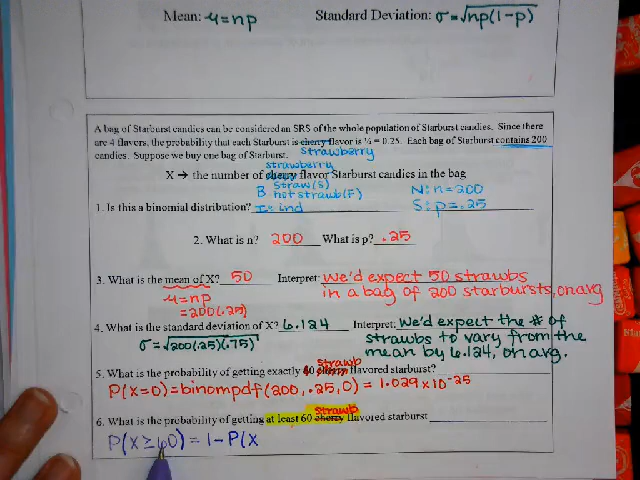 Mean: μ = np Standard Deviation: σ = √np(1-p)
A bag of Starburst candies can be considered an SRS of the whole population of Starburst candies. Since there
are 4 flavors, the probability that each Starburst is cherry flavor is ¼ = 0.25. Each bag of Starburst contains 200
strawberry
candies. Suppose we buy one bag of Starburst.
strawberry
X → the number of cherry flavor Starburst candies in the bag
B straw(S) N: n=200
not strawb(F) S: p=.25
1. Is this a binomial distribution? I: ind
2. What is n? 200 What is p? .25
3. What is the mean of X? 50 Interpret: We'd expect 50 strawbs
μ=np in a bag of 200 starbursts, on avg
=200(.25)
4. What is the standard deviation of X? 6.124 Interpret: We'd expect the # of
σ=√200(.25)(.75) strawbs to vary from the
mean by 6.124, on avg.
strawb
5. What is the probability of getting exactly 0 cherry flavored starburst?
P(X=0)=binompdf(200, .25, 0) = 1.029 x 10^-25
strawb
6. What is the probability of getting at least 60 cherry flavored starburst
P(X≥60) = 1-P(X